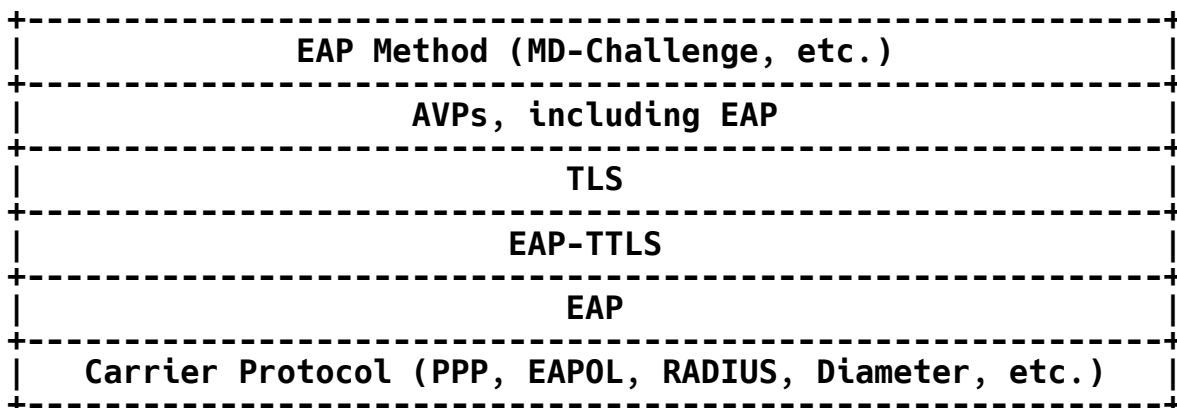 EAP Method (MD-Challenge, etc.)
AVPs, including EAP
TLS
EAP-TTLS
EAP
Carrier Protocol (PPP, EAPOL, RADIUS, Diameter, etc.)